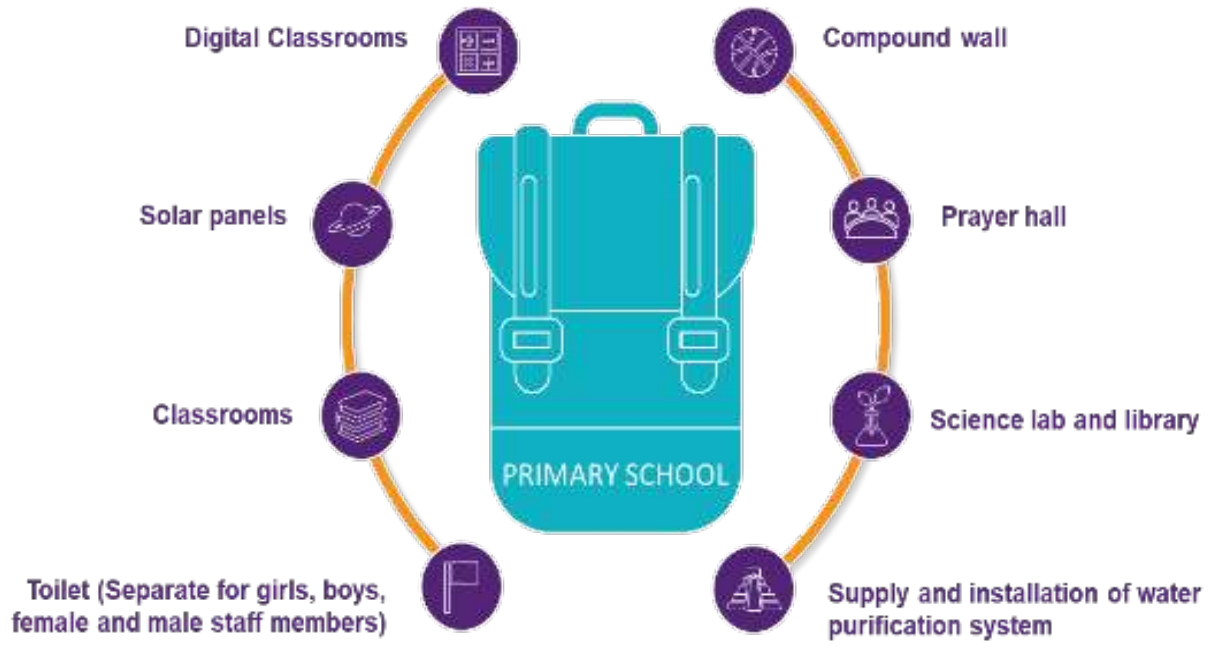 Digital Classrooms
Solar panels
Classrooms
Toilet (Separate for girls, boys,
female and male staff members)
PRIMARY SCHOOL
Compound wall
Prayer hall
Science lab and library
Supply and installation of water
purification system